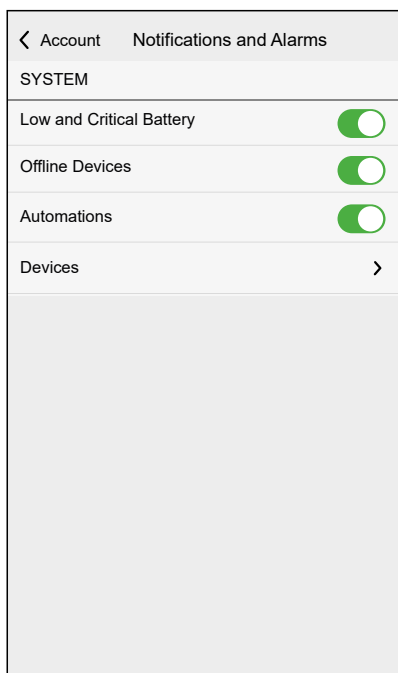 Account Notifications and Alarms
SYSTEM
Low and Critical Battery
Offline Devices
Automations
Devices